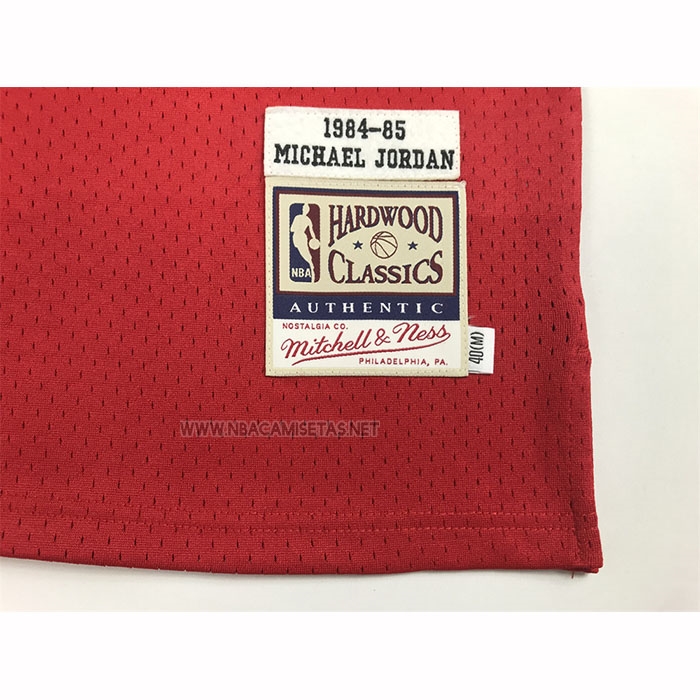 1984-85
MICHAEL JORDAN
HARDWOOD
NBA
CLASSICS
AUTHENTIC
NOSTALGIA CO.
Mitchell & Ness
PHILADELPHIA, PA.
40(M)
WWW.NBACAMISETAS.NET